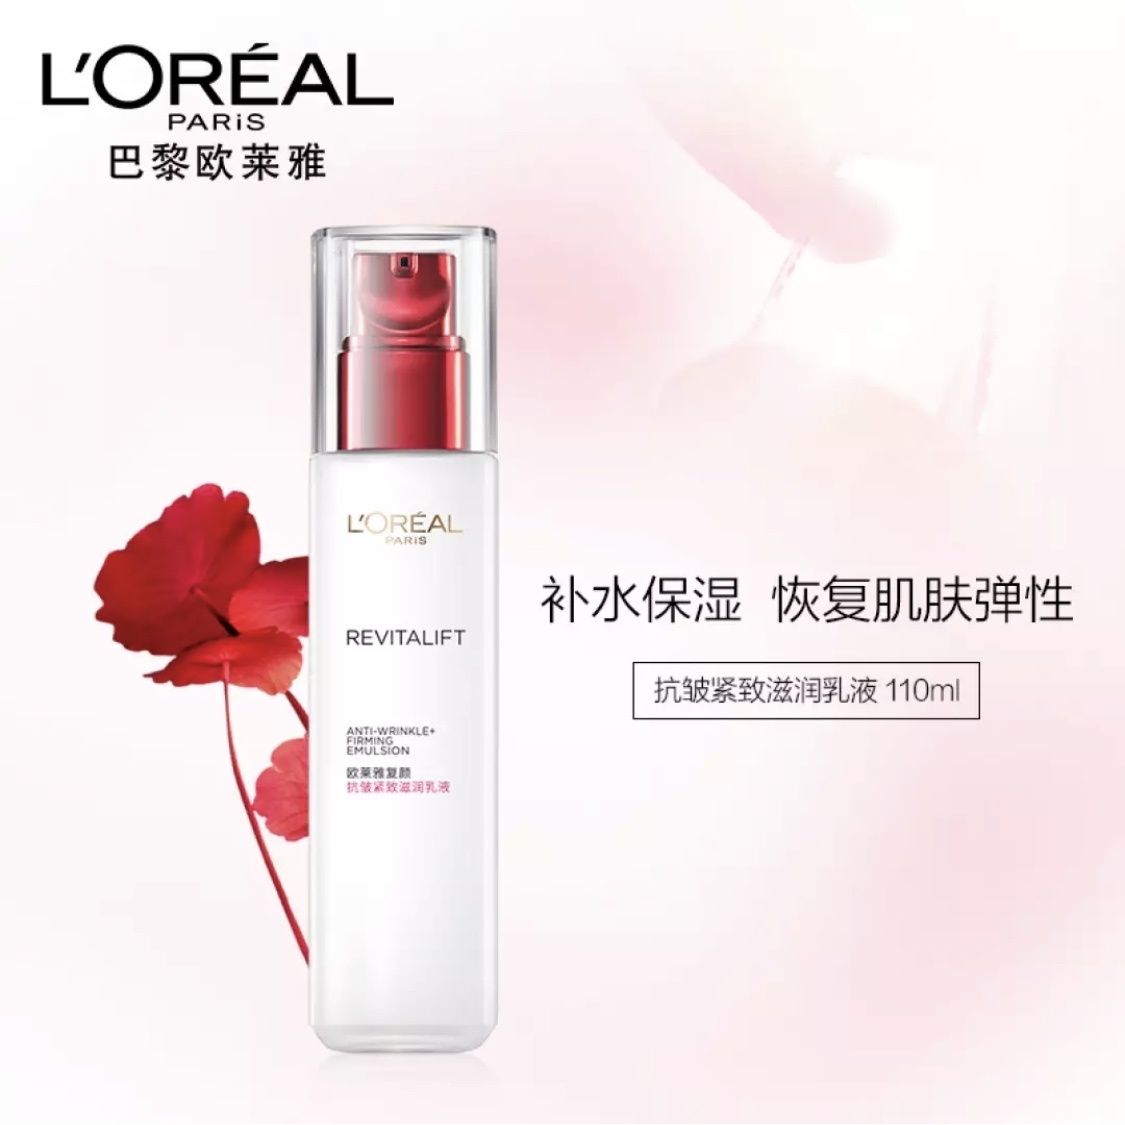 L'ORÉAL
PARiS
巴黎欧莱雅
L'ORÉAL
PARiS
REVITALIFT
ANTI-WRINKLE+
FIRMING
EMULSION
欧莱雅复颜
抗皱紧致滋润乳液
补水保湿 恢复肌肤弹性
抗皱紧致滋润乳液 110ml